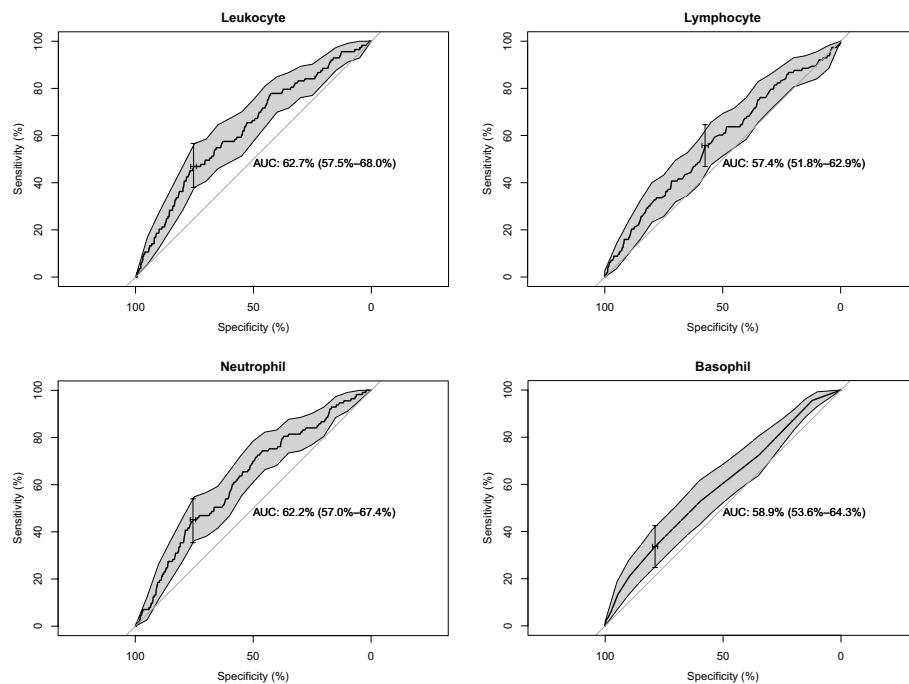 Leukocyte
Sensitivity (%)
0 20 40 60 80 100
AUC: 62.7% (57.5%–68.0%)
100 50 0
Specificity (%)
Lymphocyte
Sensitivity (%)
0 20 40 60 80 100
AUC: 57.4% (51.8%–62.9%)
100 50 0
Specificity (%)
Neutrophil
Sensitivity (%)
0 20 40 60 80 100
AUC: 62.2% (57.0%–67.4%)
100 50 0
Specificity (%)
Basophil
Sensitivity (%)
0 20 40 60 80 100
AUC: 58.9% (53.6%–64.3%)
100 50 0
Specificity (%)